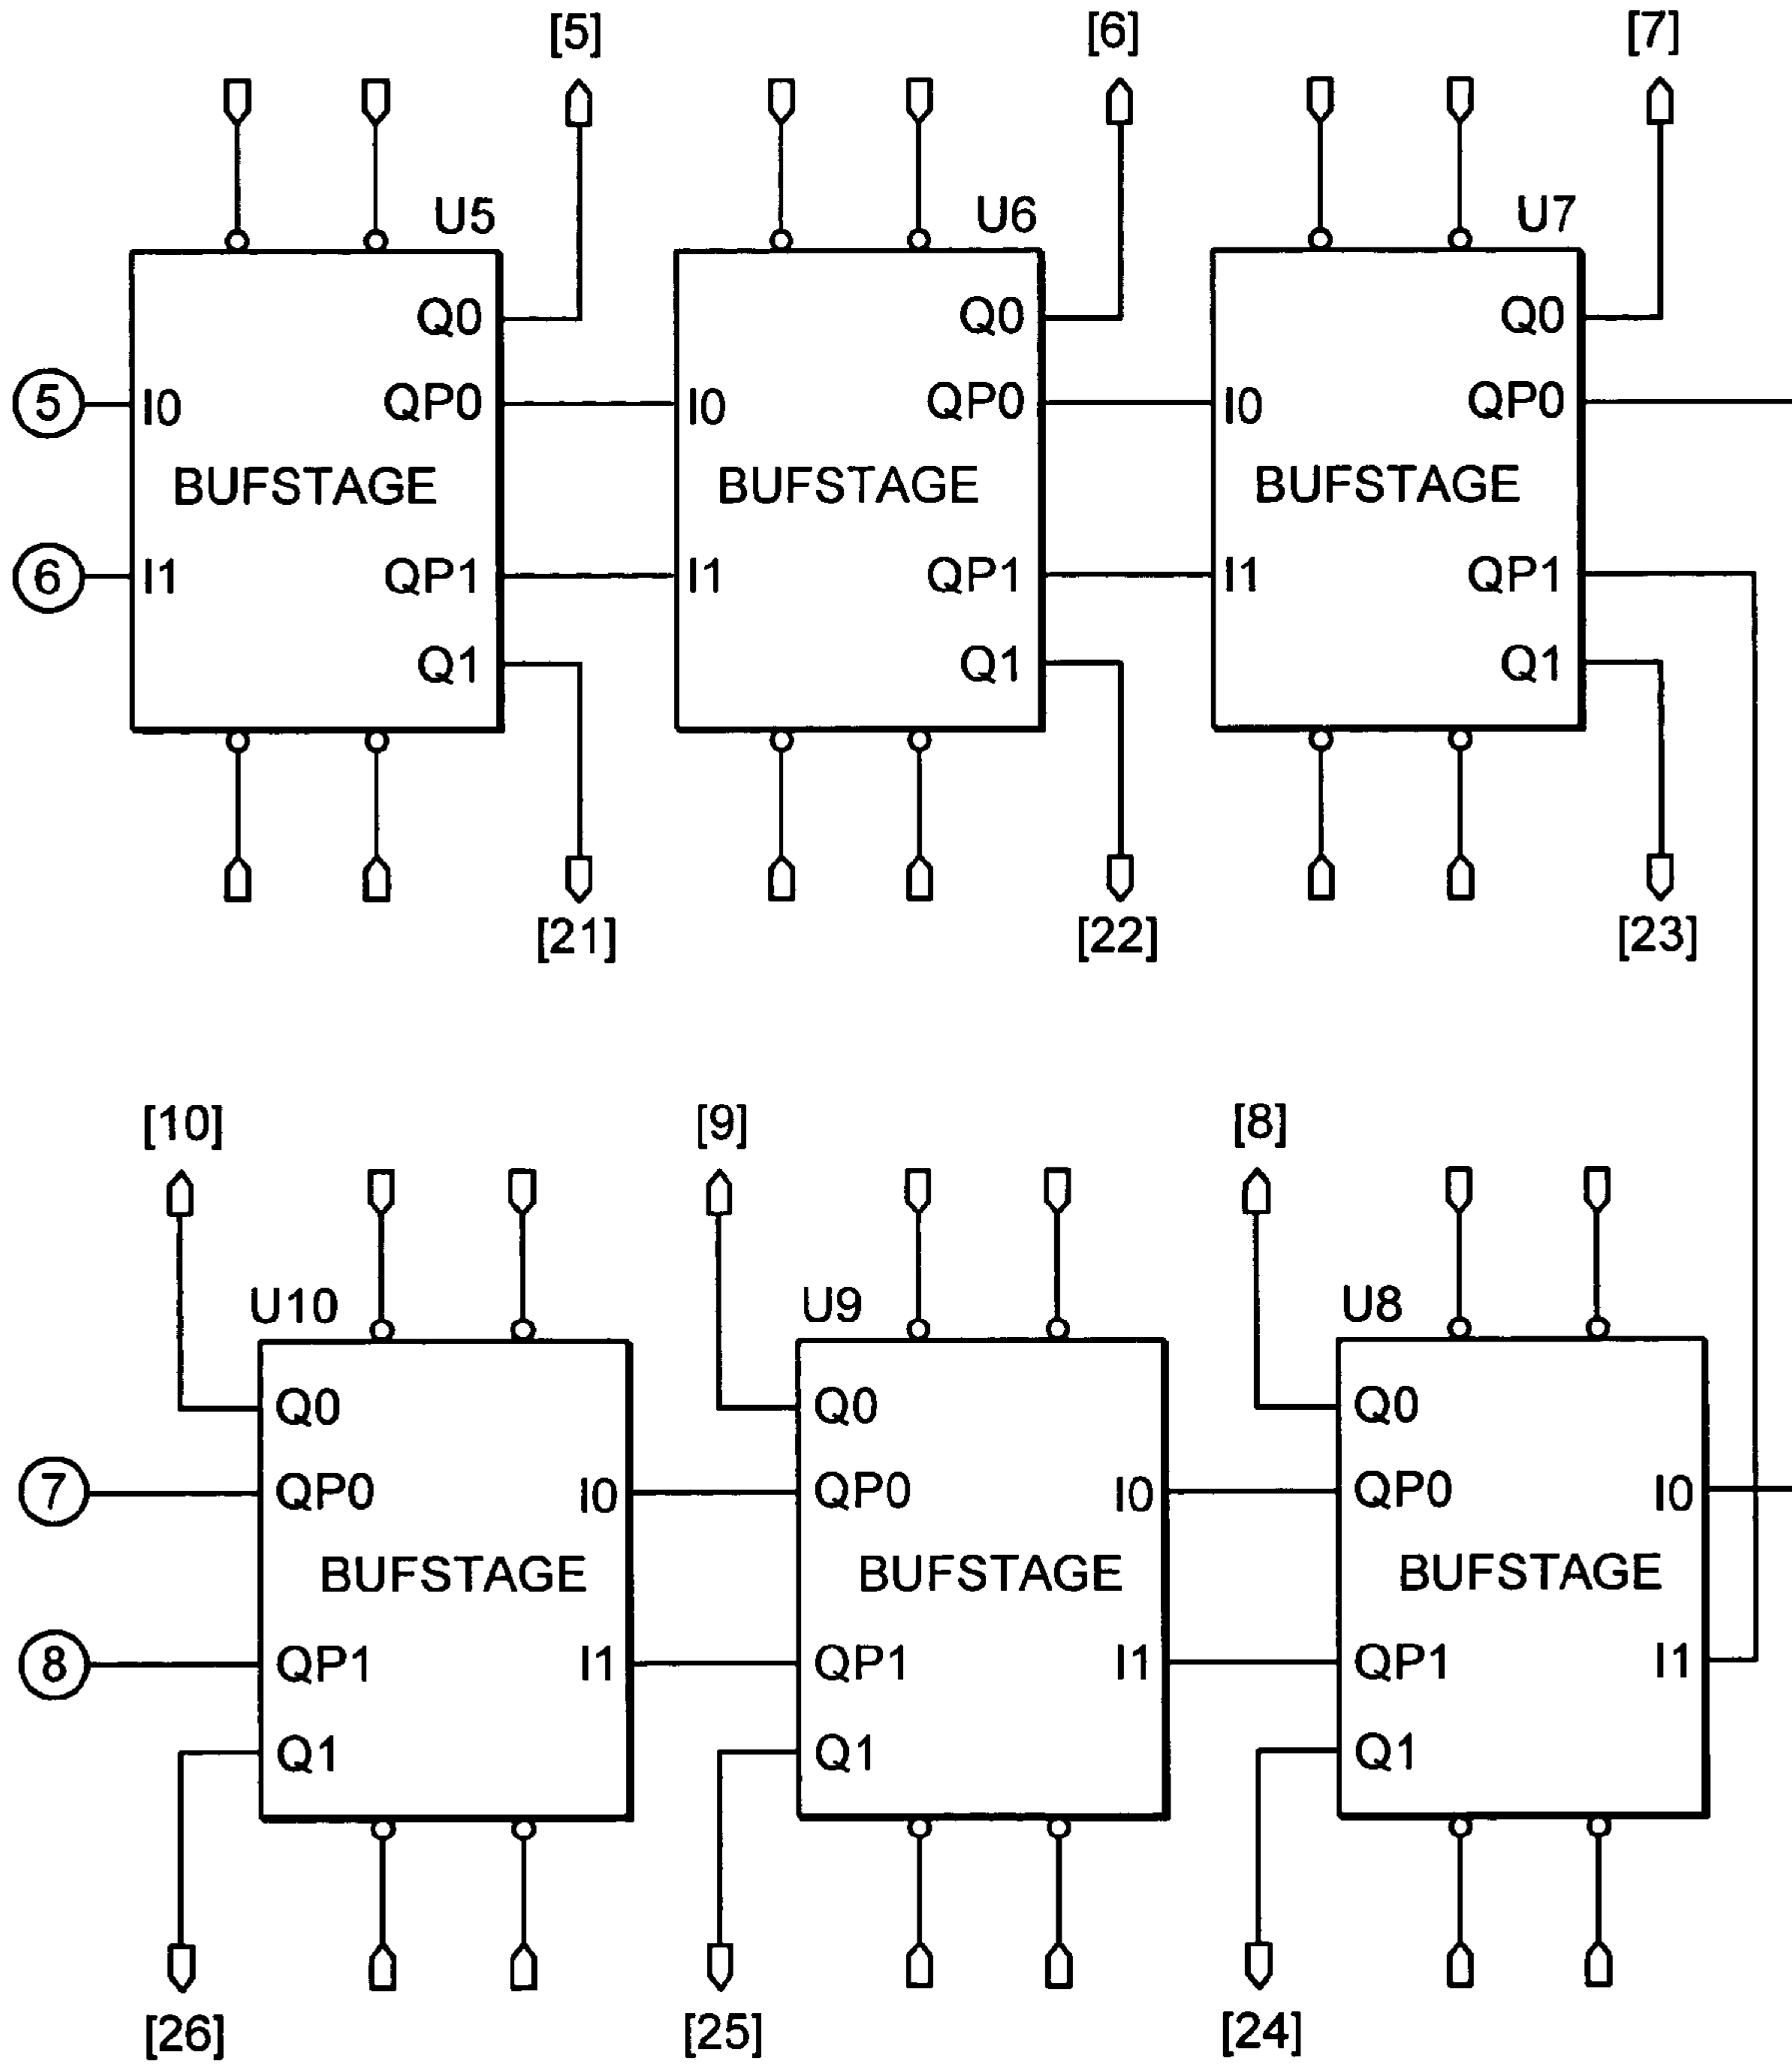 [5] [6] [7]
U5 U6 U7
Q0 Q0 Q0
5 I0 QP0 I0 QP0 I0 QP0
BUFSTAGE BUFSTAGE BUFSTAGE
6 I1 QP1 I1 QP1 I1 QP1
Q1 Q1 Q1
[21] [22] [23]
[10] [9] [8]
U10 U9 U8
Q0 Q0 Q0
7 QP0 I0 QP0 I0 QP0 I0
BUFSTAGE BUFSTAGE BUFSTAGE
8 QP1 I1 QP1 I1 QP1 I1
Q1 Q1 Q1
[26] [25] [24]